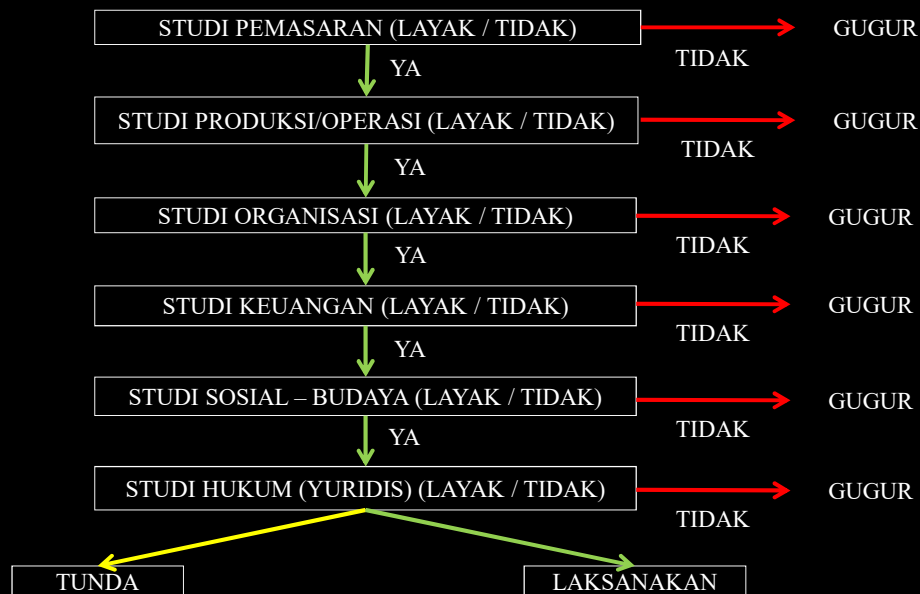 STUDI PEMASARAN (LAYAK / TIDAK)
GUGUR
TIDAK
YA
STUDI PRODUKSI/OPERASI (LAYAK / TIDAK)
GUGUR
TIDAK
YA
STUDI ORGANISASI (LAYAK / TIDAK)
GUGUR
TIDAK
YA
STUDI KEUANGAN (LAYAK / TIDAK)
GUGUR
TIDAK
YA
STUDI SOSIAL – BUDAYA (LAYAK / TIDAK)
GUGUR
TIDAK
YA
STUDI HUKUM (YURIDIS) (LAYAK / TIDAK)
GUGUR
TIDAK
TUNDA
LAKSANAKAN